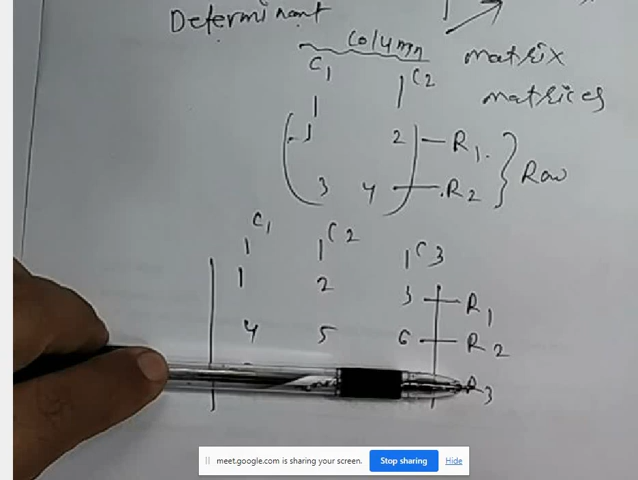 Determinant
Column
matrix
C1 C2
matrices
1 2 R1.
Row
3 4 .R2
C1 C2 C3
1 2 3 R1
4 5 6 R2
R3
meet.google.com is sharing your screen. Stop sharing Hide